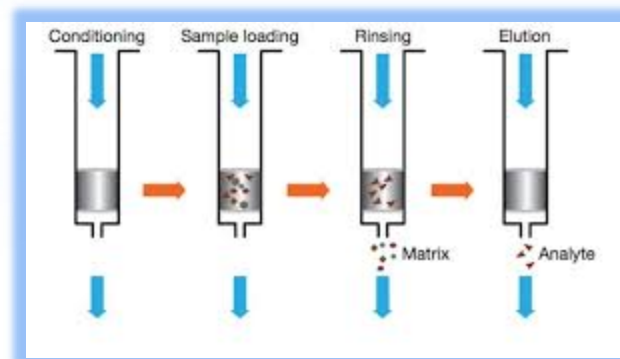 Conditioning
Sample loading
Rinsing
Elution
Matrix
Analyte